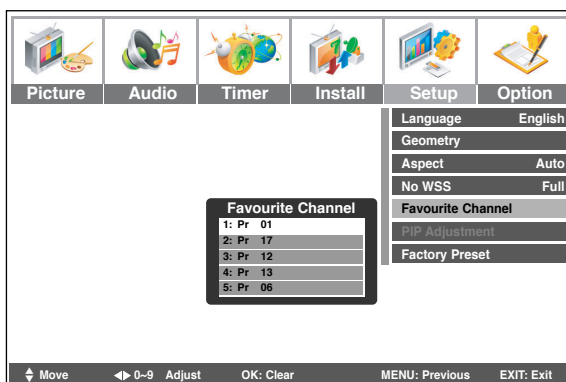 Picture Audio Timer Install Setup Option
Language English
Geometry
Aspect Auto
No WSS Full
Favourite Channel
PIP Adjustment
Factory Preset
Favourite Channel
1: Pr 01
2: Pr 17
3: Pr 12
4: Pr 13
5: Pr 06
Move 0~9 Adjust OK: Clear MENU: Previous EXIT: Exit